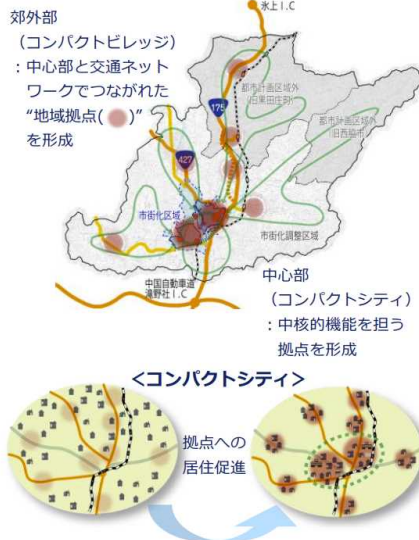 郊外部
（コンパクトビレッジ）
：中心部と交通ネット
ワークでつながれた
“地域拠点( )”
を形成
氷上I.C
175
都市計画区域外
（旧黒田庄町）
都市計画区域外
（旧西脇市）
427
市街化区域
市街化調整区域
中国自動車道
滝野社I.C
中心部
（コンパクトシティ）
：中核的機能を担う
拠点を形成
＜コンパクトシティ＞
拠点への
居住促進